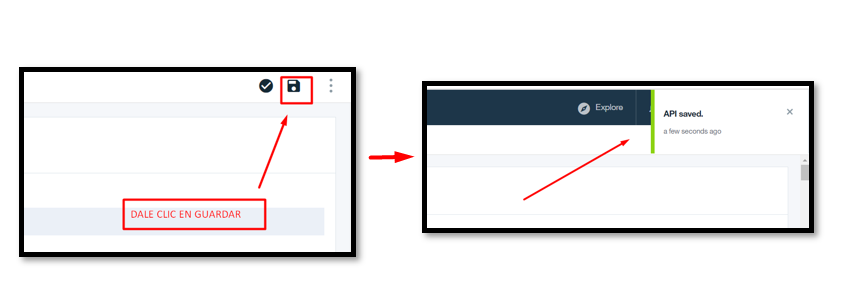 DALE CLIC EN GUARDAR
Explore
API saved.
a few seconds ago